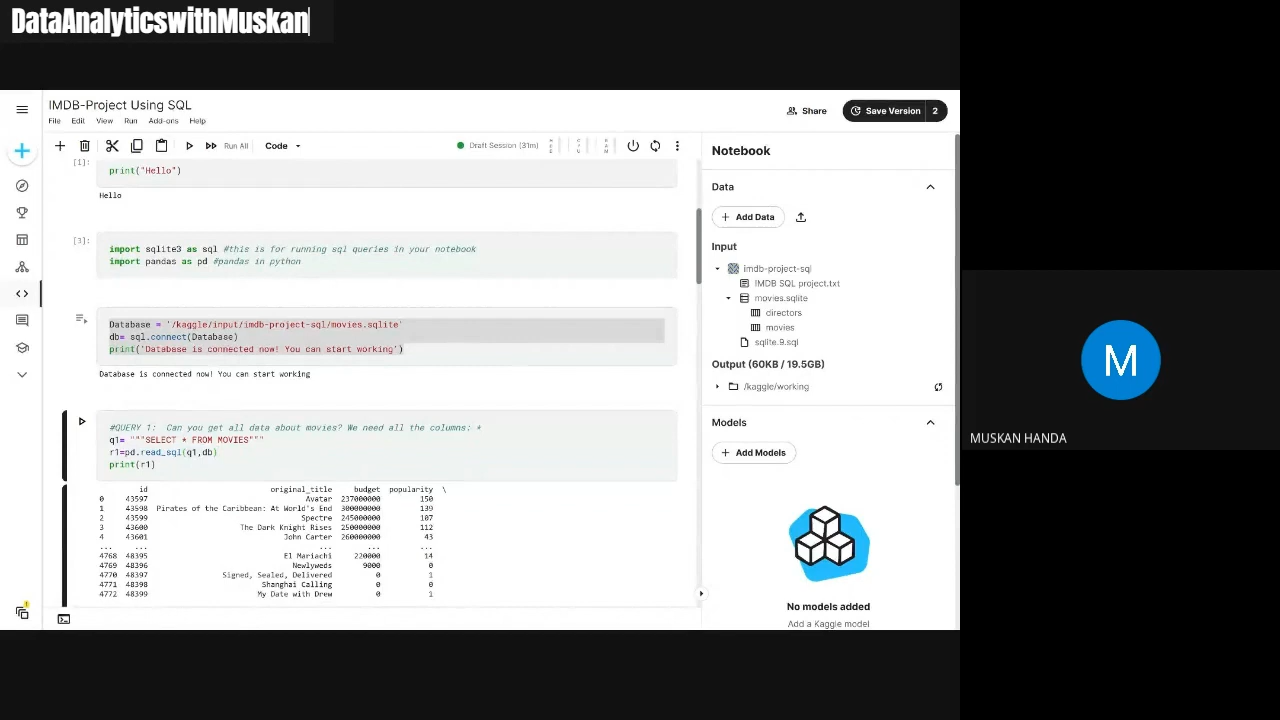 DataAnalyticswithMuskan
IMDB-Project Using SQL
File Edit View Run Add-ons Help
Share
Save Version 2
Run All Code
Draft Session (31m)
[1]:
print("Hello")
Hello
[3]:
import sqlite3 as sql #this is for running sql queries in your notebook
import pandas as pd #pandas in python
Database = '/kaggle/input/imdb-project-sql/movies.sqlite'
db= sql.connect(Database)
print('Database is connected now! You can start working')
Database is connected now! You can start working
#QUERY 1: Can you get all data about movies? We need all the columns: *
q1= """SELECT * FROM MOVIES"""
r1=pd.read_sql(q1,db)
print(r1)
id original_title budget popularity \
0 43597 Avatar 237000000 150
1 43598 Pirates of the Caribbean: At World's End 300000000 139
2 43599 Spectre 245000000 107
3 43600 The Dark Knight Rises 250000000 112
4 43601 John Carter 260000000 43
... ... ... ... ...
4768 48395 El Mariachi 220000 14
4769 48396 Newlyweds 9000 0
4770 48397 Signed, Sealed, Delivered 0 1
4771 48398 Shanghai Calling 0 0
4772 48399 My Date with Drew 0 1
Notebook
Data
Add Data
Input
imdb-project-sql
IMDB SQL project.txt
movies.sqlite
directors
movies
sqlite.9.sql
Output (60KB / 19.5GB)
/kaggle/working
Models
Add Models
No models added
Add a Kaggle model
M
MUSKAN HANDA